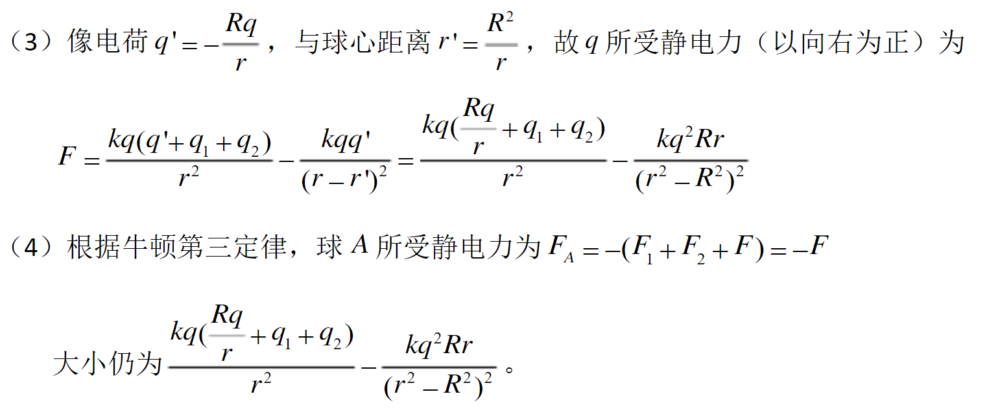 （3）像电荷 $q'=-\frac{Rq}{r}$，与球心距离 $r'=\frac{R^2}{r}$，故 $q$ 所受静电力（以向右为正）为
$F=\frac{kq(q'+q_1+q_2)}{r^2}-\frac{kqq'}{(r-r')^2}=\frac{kq(\frac{Rq}{r}+q_1+q_2)}{r^2}-\frac{kq^2Rr}{(r^2-R^2)^2}$
（4）根据牛顿第三定律，球 $A$ 所受静电力为 $F_A=-(F_1+F_2+F)=-F$
大小仍为 $\frac{kq(\frac{Rq}{r}+q_1+q_2)}{r^2}-\frac{kq^2Rr}{(r^2-R^2)^2}$。